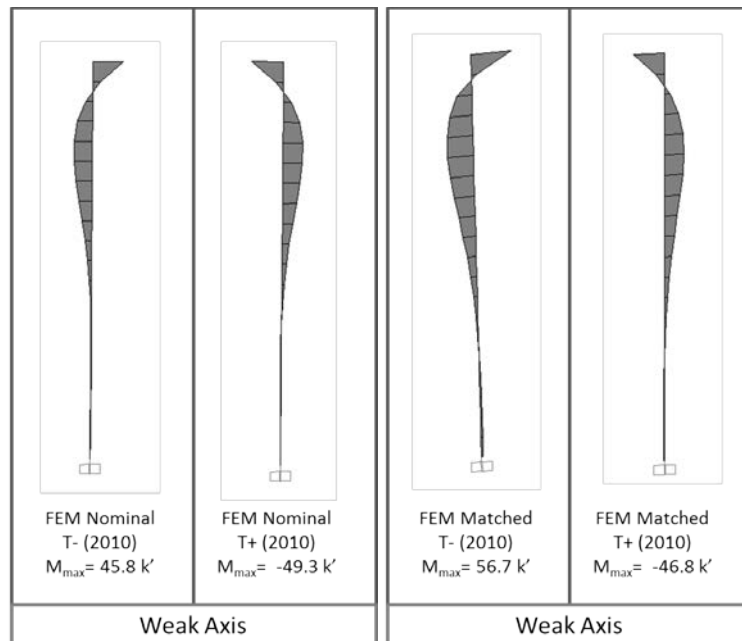 FEM Nominal
T- (2010)
Mmax= 45.8 k’
FEM Nominal
T+ (2010)
Mmax= -49.3 k’
Weak Axis
FEM Matched
T- (2010)
Mmax= 56.7 k’
FEM Matched
T+ (2010)
Mmax= -46.8 k’
Weak Axis